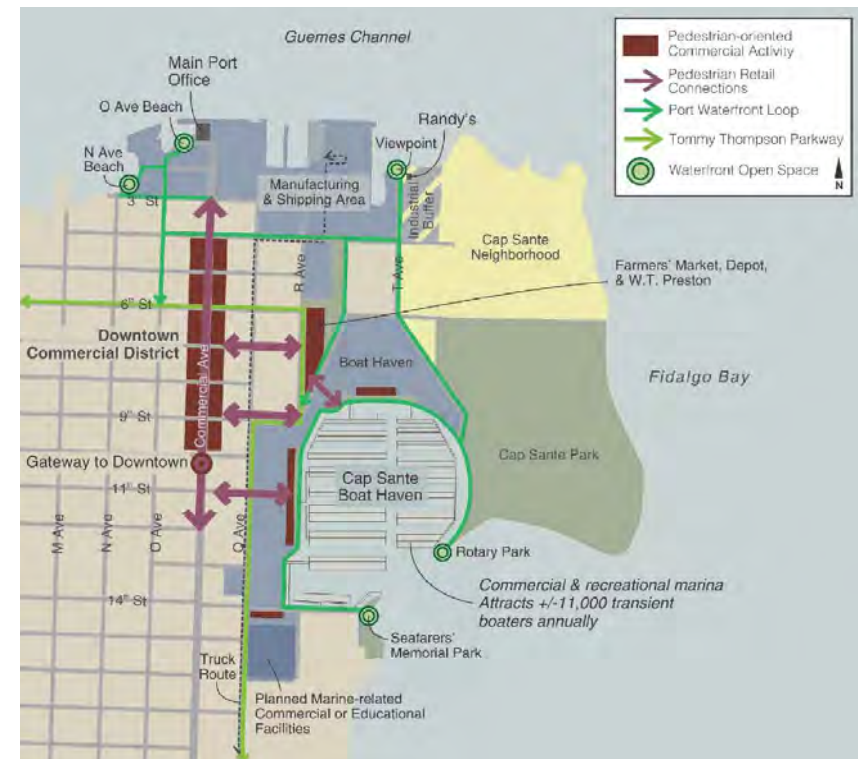 Guemes Channel
Main Port
Office
O Ave Beach
N Ave
Beach
3rd St
Randy's
Viewpoint
Manufacturing
& Shipping Area
Industrial
Buffer
Cap Sante
Neighborhood
R Ave
T Ave
Farmers' Market, Depot,
& W.T. Preston
6th St
Downtown
Commercial District
Commercial Ave
Boat Haven
Fidalgo Bay
9th St
Gateway to Downtown
11th St
Cap Sante
Boat Haven
Cap Sante Park
M Ave
N Ave
O Ave
Q Ave
Rotary Park
Commercial & recreational marina
Attracts +/-11,000 transient
boaters annually
14th St
Seafarers'
Memorial Park
Truck
Route
Planned Marine-related
Commercial or Educational
Facilities
Pedestrian-oriented
Commercial Activity
Pedestrian Retail
Connections
Port Waterfront Loop
Tommy Thompson Parkway
Waterfront Open Space
N